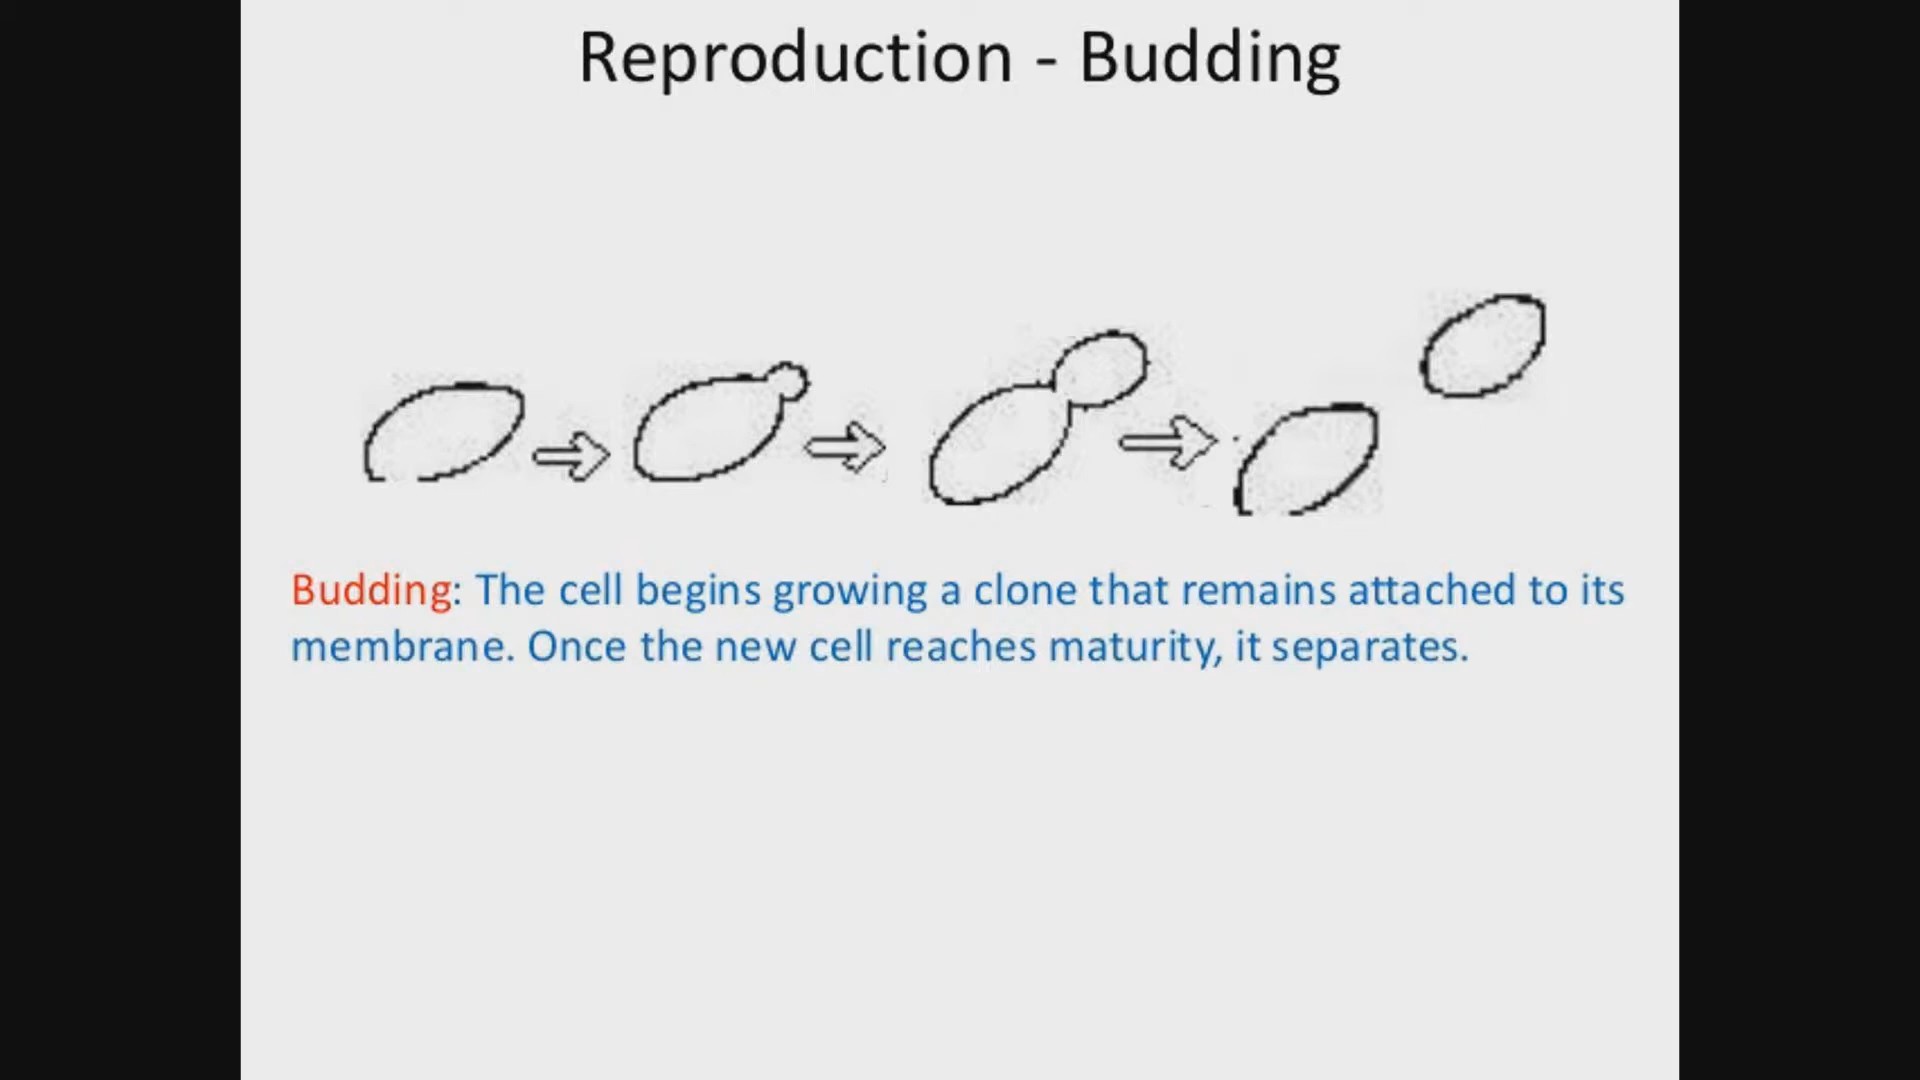 Reproduction - Budding
Budding: The cell begins growing a clone that remains attached to its
membrane. Once the new cell reaches maturity, it separates.